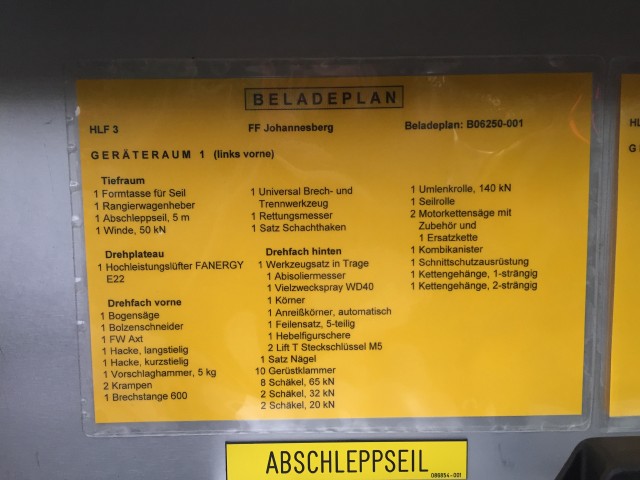 BELADEPLAN
HLF 3 FF Johannesberg Beladeplan: B06250-001
GERÄTERAUM 1 (links vorne)
Tiefraum
1 Formtasse für Seil
1 Rangierwagenheber
1 Abschleppseil, 5 m
1 Winde, 50 kN
Drehplateau
1 Hochleistungslüfter FANERGY
E22
Drehfach vorne
1 Bogensäge
1 Bolzenschneider
1 FW Axt
1 Hacke, langstielig
1 Hacke, kurzstielig
1 Vorschlaghammer, 5 kg
2 Krampen
1 Brechstange 600
1 Universal Brech- und
Trennwerkzeug
1 Rettungsmesser
1 Satz Schachthaken
Drehfach hinten
1 Werkzeugsatz in Trage
1 Abisoliermesser
1 Vielzweckspray WD40
1 Körner
1 Anreißkörner, automatisch
1 Feilensatz, 5-teilig
1 Hebelfigurschere
2 Lift T Steckschlüssel M5
1 Satz Nägel
10 Gerüstklammer
8 Schäkel, 65 kN
2 Schäkel, 32 kN
2 Schäkel, 20 kN
1 Umlenkrolle, 140 kN
1 Seilrolle
2 Motorkettensäge mit
Zubehör und
1 Ersatzkette
1 Kombikanister
1 Schnittschutzausrüstung
1 Kettengehänge, 1-strängig
1 Kettengehänge, 2-strängig
HL
G
ABSCHLEPPSEIL
086854-001